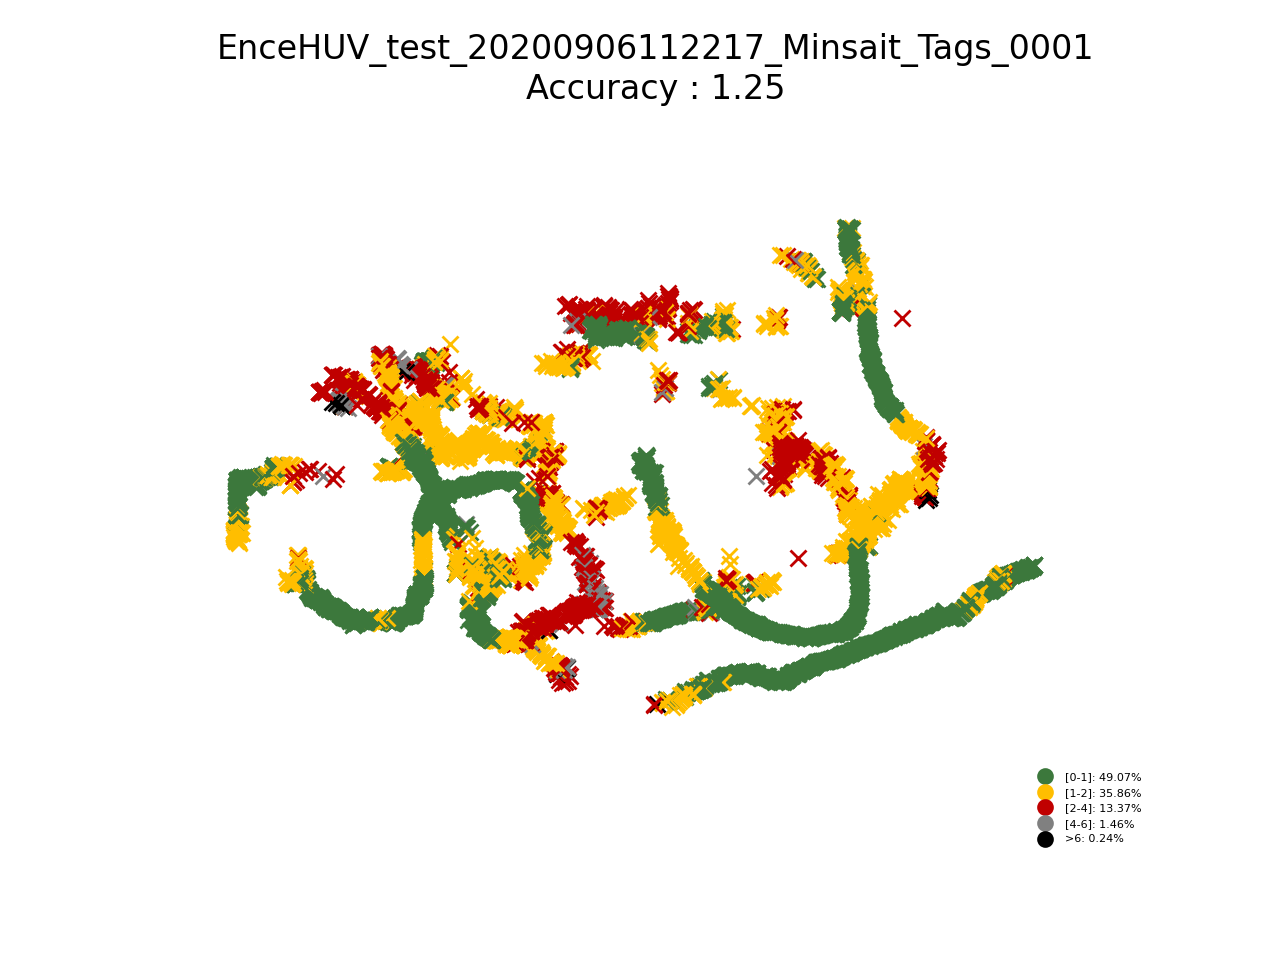 EnceHUV_test_20200906112217_Minsait_Tags_0001
Accuracy : 1.25
[0-1]: 49.07%
[1-2]: 35.86%
[2-4]: 13.37%
[4-6]: 1.46%
>6: 0.24%